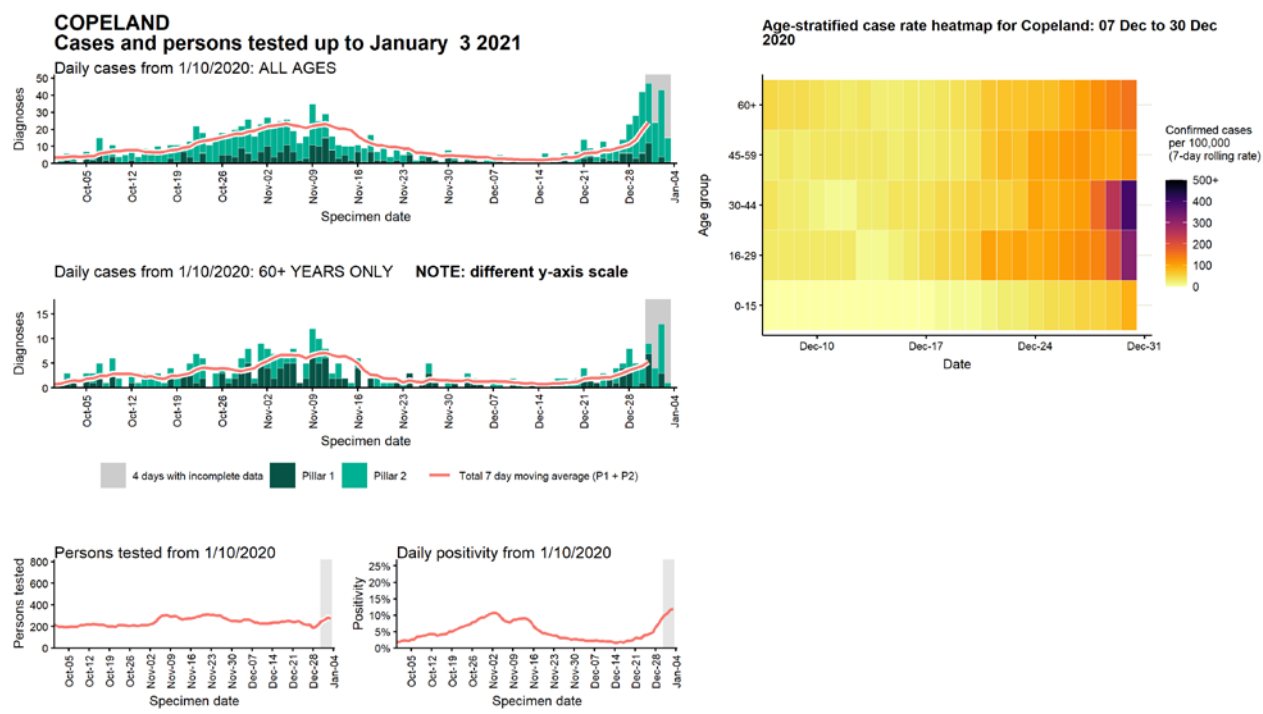 COPELAND
Cases and persons tested up to January 3 2021
Daily cases from 1/10/2020: ALL AGES
Diagnoses
50
40
30
20
10
0
Oct-05
Oct-12
Oct-19
Oct-26
Nov-02
Nov-09
Nov-16
Nov-23
Nov-30
Dec-07
Dec-14
Dec-21
Dec-28
Jan-04
Specimen date
Daily cases from 1/10/2020: 60+ YEARS ONLY NOTE: different y-axis scale
Diagnoses
15
10
5
0
Oct-05
Oct-12
Oct-19
Oct-26
Nov-02
Nov-09
Nov-16
Nov-23
Nov-30
Dec-07
Dec-14
Dec-21
Dec-28
Jan-04
Specimen date
4 days with incomplete data Pillar 1 Pillar 2 Total 7 day moving average (P1 + P2)
Persons tested from 1/10/2020
Persons tested
800
600
400
200
0
Oct-05
Oct-12
Oct-19
Oct-26
Nov-02
Nov-09
Nov-16
Nov-23
Nov-30
Dec-07
Dec-14
Dec-21
Dec-28
Jan-04
Specimen date
Daily positivity from 1/10/2020
Positivity
25%
20%
15%
10%
5%
0%
Oct-05
Oct-12
Oct-19
Oct-26
Nov-02
Nov-09
Nov-16
Nov-23
Nov-30
Dec-07
Dec-14
Dec-21
Dec-28
Jan-04
Specimen date
Age-stratified case rate heatmap for Copeland: 07 Dec to 30 Dec
2020
Age group
60+
45-59
30-44
16-29
0-15
Dec-10
Dec-17
Dec-24
Dec-31
Date
Confirmed cases
per 100,000
(7-day rolling rate)
500+
400
300
200
100
0